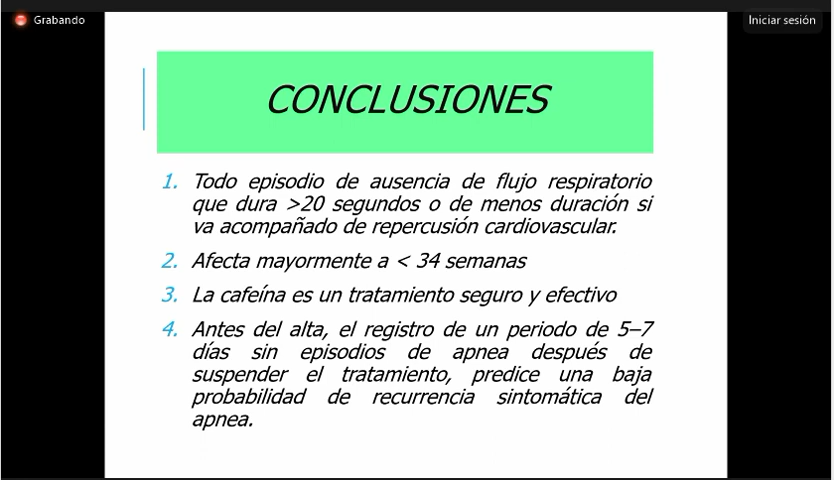 Grabando
Iniciar sesión
CONCLUSIONES
1. Todo episodio de ausencia de flujo respiratorio
que dura >20 segundos o de menos duración si
va acompañado de repercusión cardiovascular.
2. Afecta mayormente a < 34 semanas
3. La cafeína es un tratamiento seguro y efectivo
4. Antes del alta, el registro de un periodo de 5–7
días sin episodios de apnea después de
suspender el tratamiento, predice una baja
probabilidad de recurrencia sintomática del
apnea.